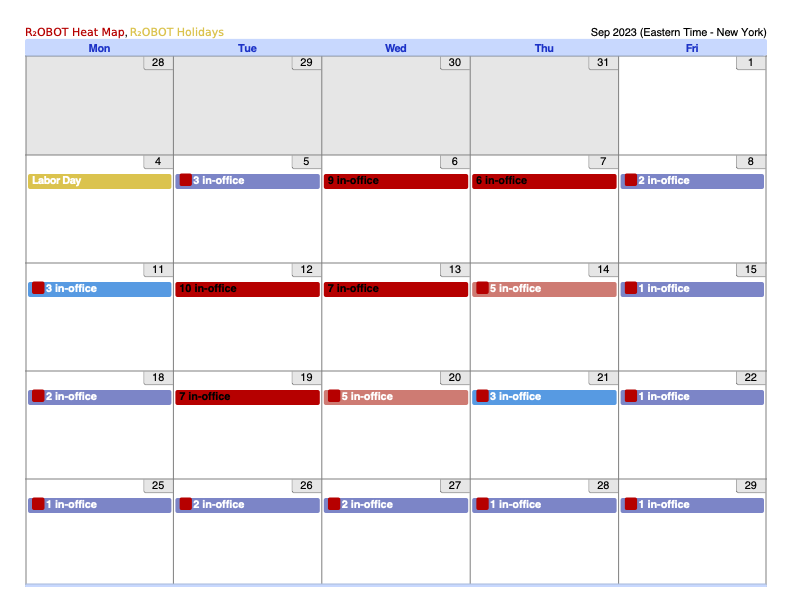 R₂OBOT Heat Map, R₂OBOT Holidays Sep 2023 (Eastern Time - New York)
Mon Tue Wed Thu Fri
28 29 30 31 1
4 5 6 7 8
Labor Day 3 in-office 9 in-office 6 in-office 2 in-office
11 12 13 14 15
3 in-office 10 in-office 7 in-office 5 in-office 1 in-office
18 19 20 21 22
2 in-office 7 in-office 5 in-office 3 in-office 1 in-office
25 26 27 28 29
1 in-office 2 in-office 2 in-office 1 in-office 1 in-office